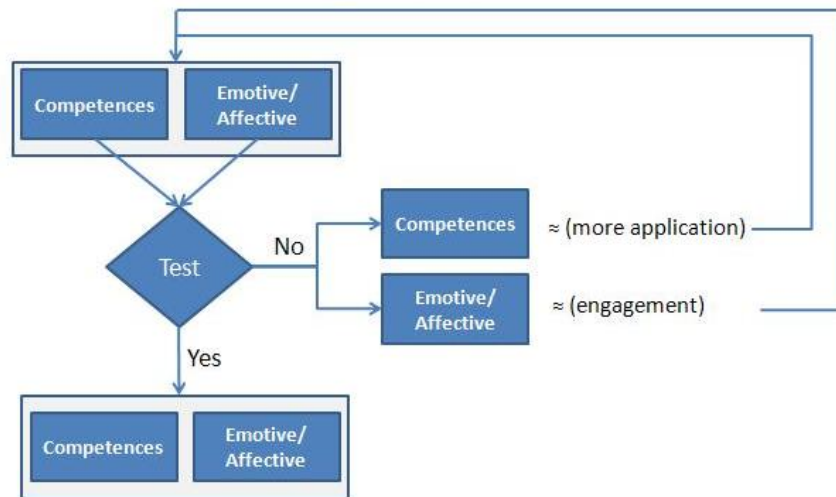 Competences
Emotive/
Affective
Test
No
Competences
≈ (more application)
Emotive/
Affective
≈ (engagement)
Yes
Competences
Emotive/
Affective